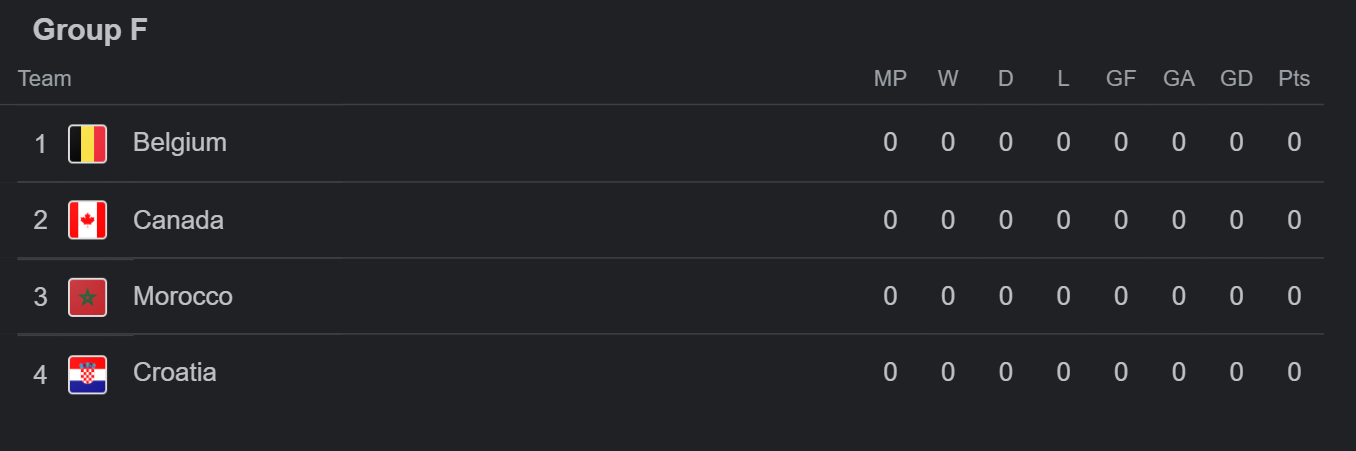 Group F
Team MP W D L GF GA GD Pts
1 Belgium 0 0 0 0 0 0 0 0
2 Canada 0 0 0 0 0 0 0 0
3 Morocco 0 0 0 0 0 0 0 0
4 Croatia 0 0 0 0 0 0 0 0